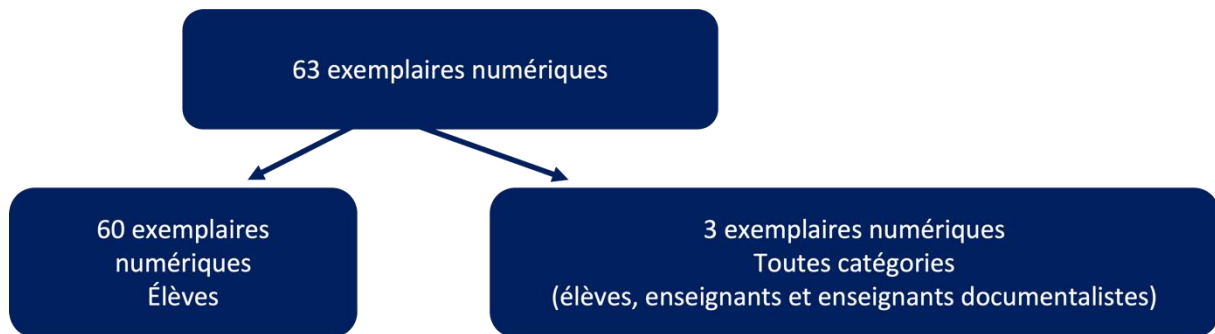 63 exemplaires numériques
60 exemplaires
numériques
Élèves
3 exemplaires numériques
Toutes catégories
(élèves, enseignants et enseignants documentalistes)